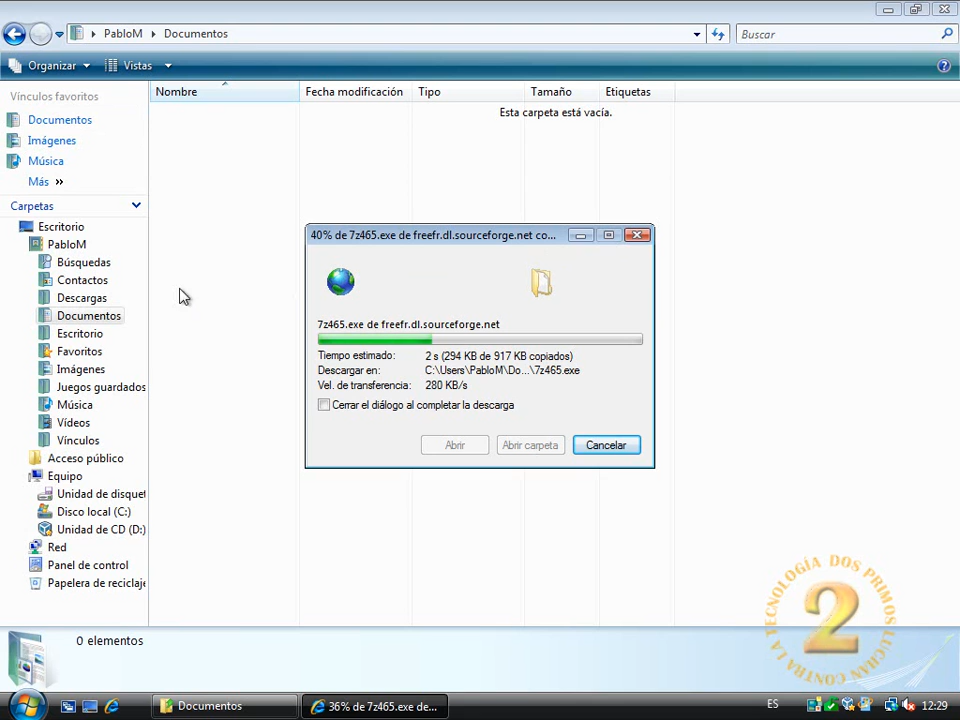 PabloM
Documentos
Buscar
Organizar
Vistas
Vínculos favoritos
Documentos
Imágenes
Música
Más
Carpetas
Escritorio
PabloM
Búsquedas
Contactos
Descargas
Documentos
Escritorio
Favoritos
Imágenes
Juegos guardados
Música
Vídeos
Vínculos
Acceso público
Equipo
Unidad de disquet
Disco local (C:)
Unidad de CD (D:)
Red
Panel de control
Papelera de reciclaje
Nombre
Fecha modificación
Tipo
Tamaño
Etiquetas
Esta carpeta está vacía.
40% de 7z465.exe de freefr.dl.sourceforge.net co...
7z465.exe de freefr.dl.sourceforge.net
Tiempo estimado: 2 s (294 KB de 917 KB copiados)
Descargar en: C:\Users\PabloM\Do...\7z465.exe
Vel. de transferencia: 280 KB/s
Cerrar el diálogo al completar la descarga
Abrir
Abrir carpeta
Cancelar
TECNOLOGÍA DOS PRIMOS LUCHAN CONTRA LA
2
0 elementos
Documentos
36% de 7z465.exe de...
ES
12:29